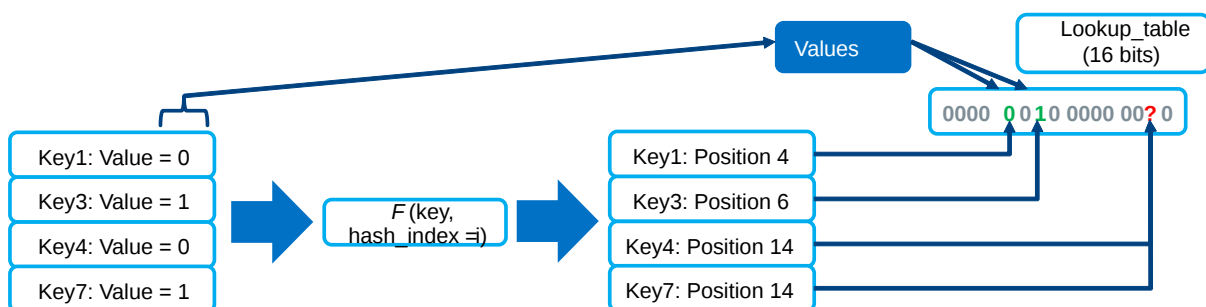 Lookup_table
(16 bits)
Values
0000 0 0 1 0 0000 00 ? 0
Key1: Value = 0
Key3: Value = 1
Key4: Value = 0
Key7: Value = 1
F(key,
hash_index =i)
Key1: Position 4
Key3: Position 6
Key4: Position 14
Key7: Position 14